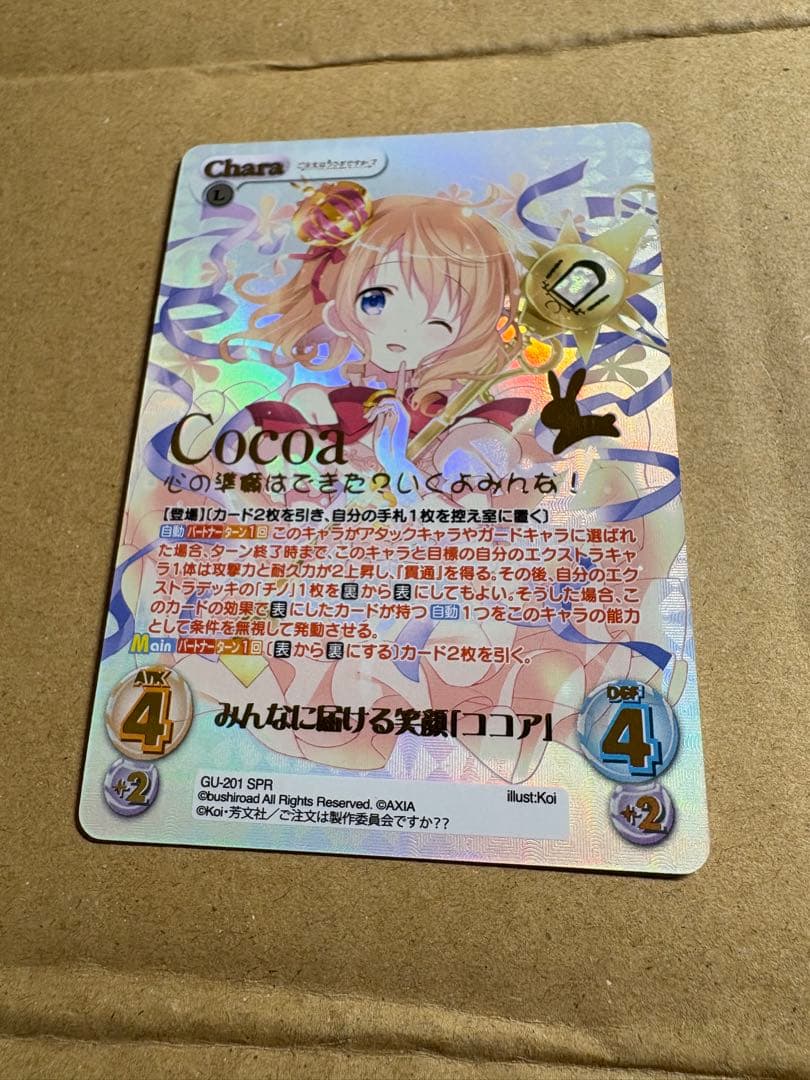 Chara ご注文はうさぎですか？
L
Cocoa
心の準備はできた？いくよみんな！
【登場】〔カード2枚を引き、自分の手札1枚を控え室に置く〕
自動 パートナー ターン1回 このキャラがアタックキャラやガードキャラに選ばれ
た場合、ターン終了時まで、このキャラと目標の自分のエクストラキャ
ラ1体は攻撃力と耐久力が2上昇し、「貫通」を得る。その後、自分のエク
ストラデッキの「チノ」1枚を裏から表にしてもよい。そうした場合、こ
のカードの効果で表にしたカードが持つ 自動 1つをこのキャラの能力
として条件を無視して発動させる。
Main パートナー ターン1回 〔表から裏にする〕カード2枚を引く。
ATK
4
+2
みんなに届ける笑顔「ココア」
DEF
4
+2
GU-201 SPR
©bushiroad All Rights Reserved. ©AXIA illust:Koi
©Koi・芳文社／ご注文は製作委員会ですか??